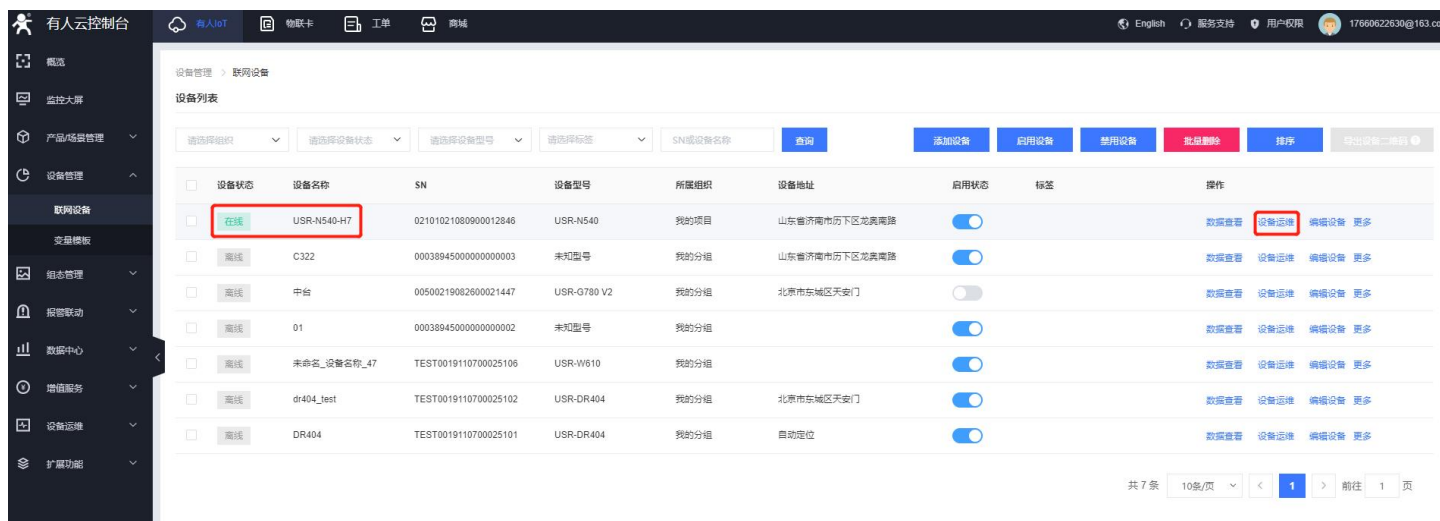 有人云控制台 有人IoT 物联卡 工单 商城 English 服务支持 用户权限 17660622630@163.co
概览
监控大屏
产品/场景管理
设备管理
联网设备
变量模板
组态管理
报警联动
数据中心
增值服务
设备运维
扩展功能
设备管理 > 联网设备
设备列表
请选择组织 请选择设备状态 请选择设备型号 请选择标签 SN或设备名称 查询 添加设备 启用设备 禁用设备 批量删除 排序 导出设备二维码
设备状态 设备名称 SN 设备型号 所属组织 设备地址 启用状态 标签 操作
在线 USR-N540-H7 02101021080900012846 USR-N540 我的项目 山东省济南市历下区龙奥南路 数据查看 设备运维 编辑设备 更多
离线 C322 00038945000000000003 未知型号 我的分组 山东省济南市历下区龙奥南路 数据查看 设备运维 编辑设备 更多
离线 中台 00500219082600021447 USR-G780 V2 我的分组 北京市东城区天安门 数据查看 设备运维 编辑设备 更多
离线 01 00038945000000000002 未知型号 我的分组 数据查看 设备运维 编辑设备 更多
离线 未命名_设备名称_47 TEST0019110700025106 USR-W610 我的分组 数据查看 设备运维 编辑设备 更多
离线 dr404_test TEST0019110700025102 USR-DR404 我的分组 北京市东城区天安门 数据查看 设备运维 编辑设备 更多
离线 DR404 TEST0019110700025101 USR-DR404 我的分组 自动定位 数据查看 设备运维 编辑设备 更多
共 7 条 10条/页 < 1 > 前往 1 页